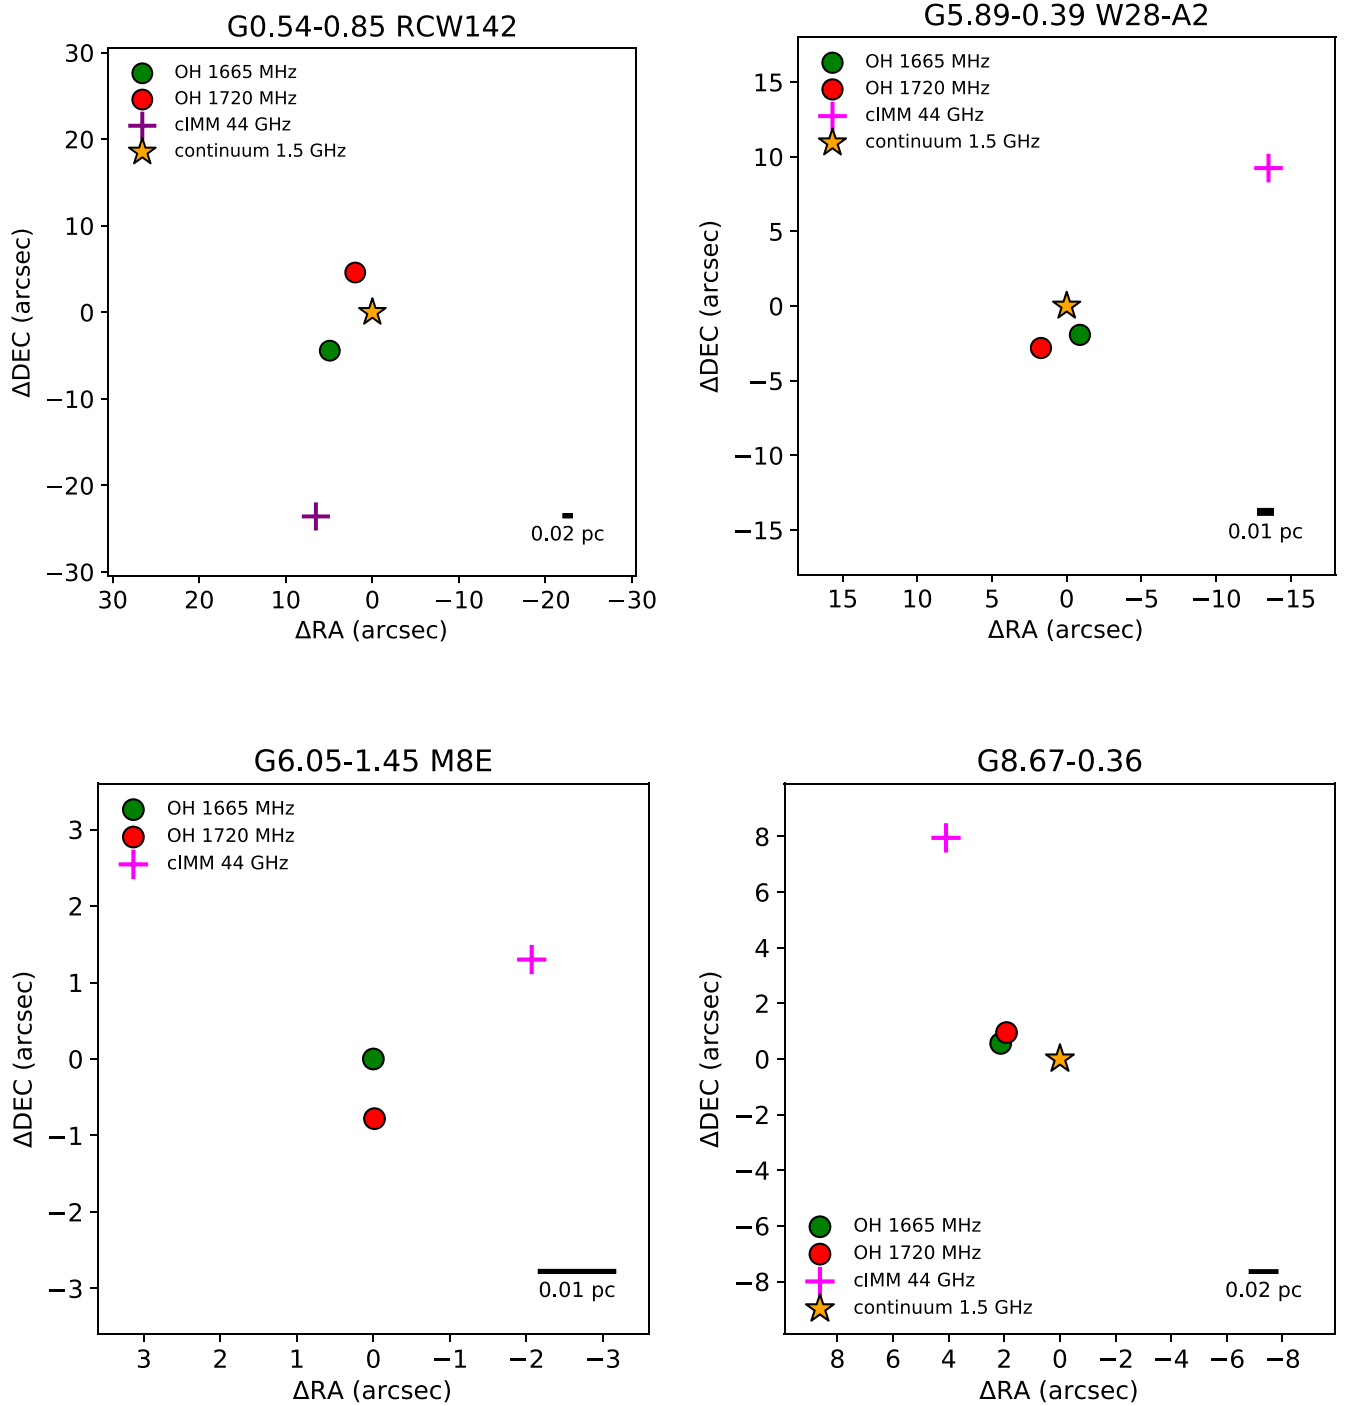 G0.54-0.85 RCW142
OH 1665 MHz
OH 1720 MHz
cIMM 44 GHz
continuum 1.5 GHz
30
20
10
0
−10
−20
−30
ΔDEC (arcsec)
0.02 pc
30 20 10 0 −10 −20 −30
ΔRA (arcsec)
G5.89-0.39 W28-A2
OH 1665 MHz
OH 1720 MHz
cIMM 44 GHz
continuum 1.5 GHz
15
10
5
0
−5
−10
−15
ΔDEC (arcsec)
0.01 pc
15 10 5 0 −5 −10 −15
ΔRA (arcsec)
G6.05-1.45 M8E
OH 1665 MHz
OH 1720 MHz
cIMM 44 GHz
3
2
1
0
−1
−2
−3
ΔDEC (arcsec)
0.01 pc
3 2 1 0 −1 −2 −3
ΔRA (arcsec)
G8.67-0.36
8
6
4
2
0
−2
−4
−6
−8
ΔDEC (arcsec)
OH 1665 MHz
OH 1720 MHz
cIMM 44 GHz
continuum 1.5 GHz
0.02 pc
8 6 4 2 0 −2 −4 −6 −8
ΔRA (arcsec)